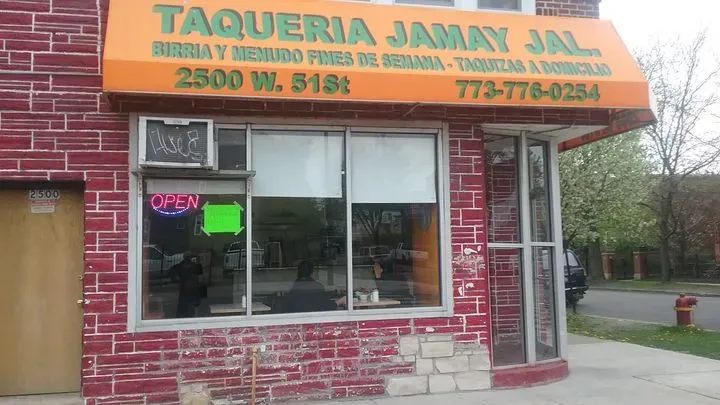 TAQUERIA JAMAY JAL.
BIRRIA Y MENUDO FINES DE SEMANA - TAQUIZAS A DOMICILIO
2500 W. 51St 773-776-0254
2500
OPEN